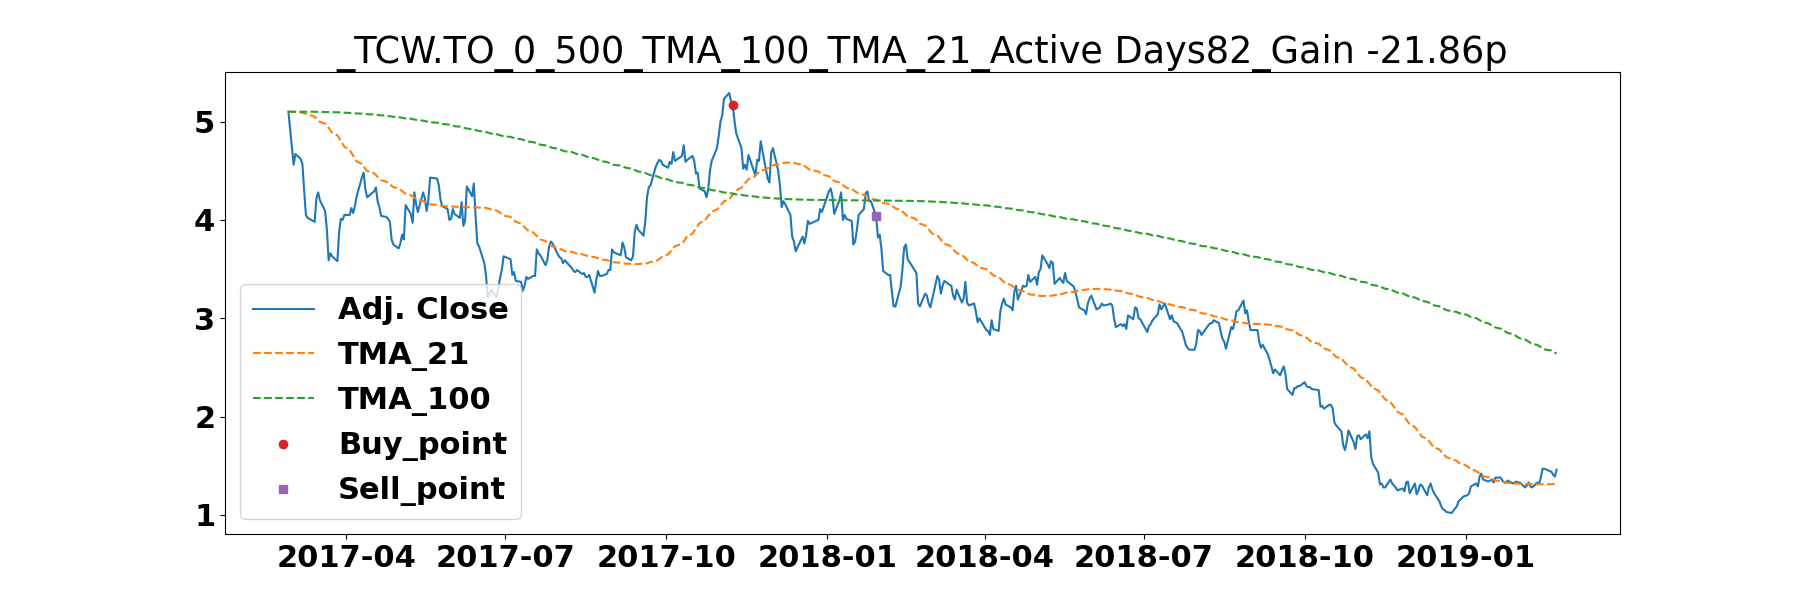 _TCW.TO_0_500_TMA_100_TMA_21_Active Days82_Gain -21.86p
5
4
3
2
1
Adj. Close
TMA_21
TMA_100
Buy_point
Sell_point
2017-04 2017-07 2017-10 2018-01 2018-04 2018-07 2018-10 2019-01